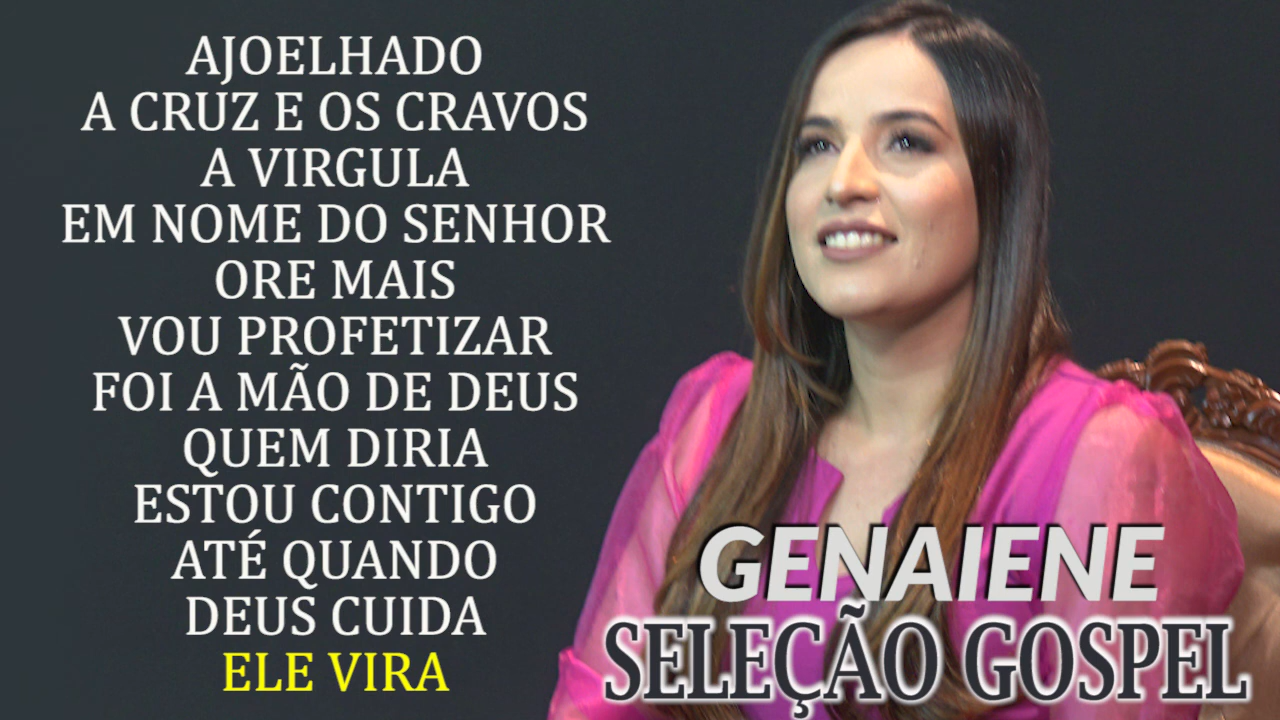 AJOELHADO
A CRUZ E OS CRAVOS
A VIRGULA
EM NOME DO SENHOR
ORE MAIS
VOU PROFETIZAR
FOI A MÃO DE DEUS
QUEM DIRIA
ESTOU CONTIGO
ATÉ QUANDO
DEUS CUIDA
ELE VIRA
GENAIENE
SELEÇÃO GOSPEL